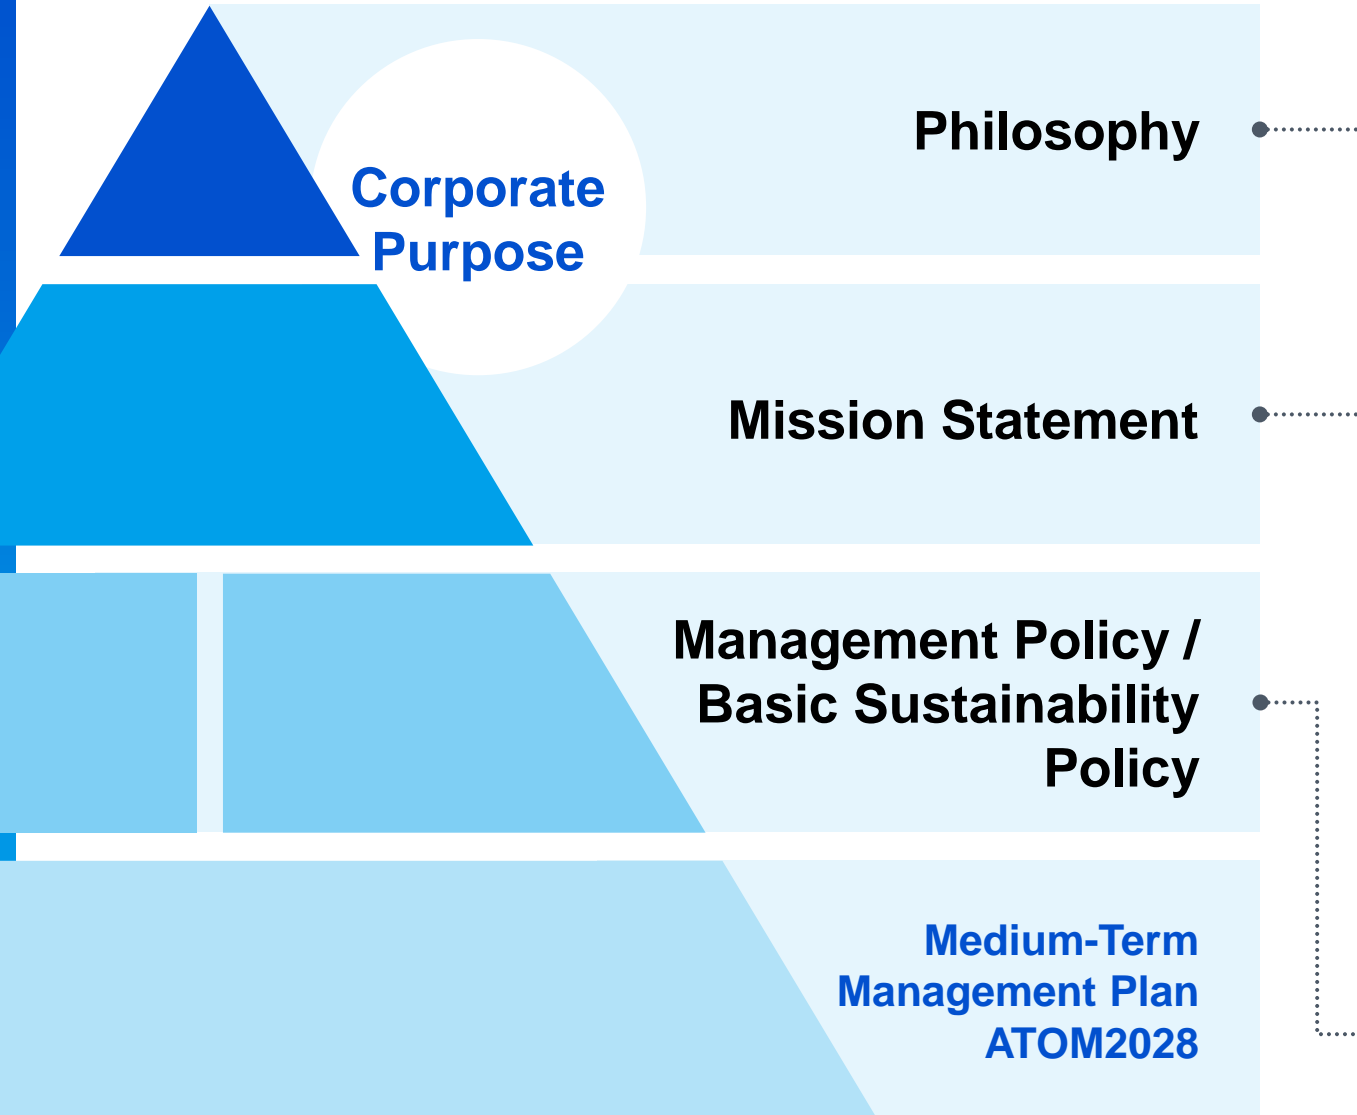 Philosophy
Corporate
Purpose
Mission Statement
Management Policy /
Basic Sustainability
Policy
Medium-Term
Management Plan
ATOM2028